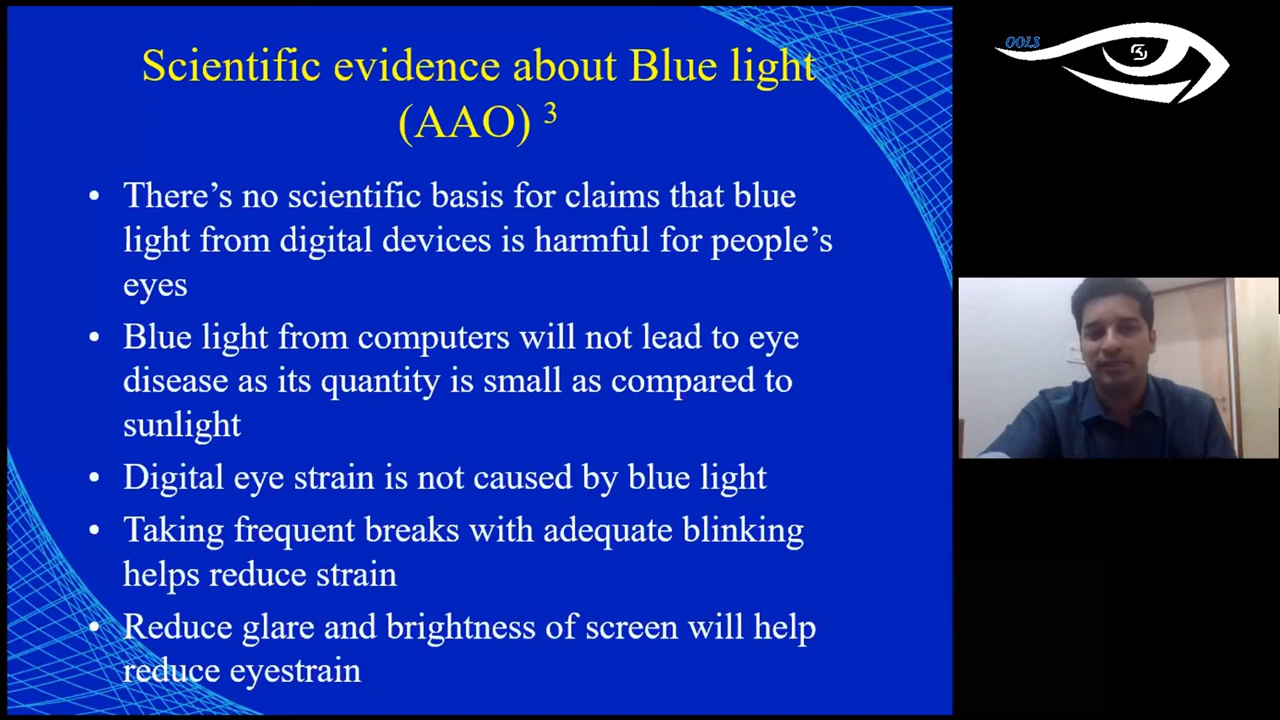 Scientific evidence about Blue light
(AAO) 3
OOLS
• There’s no scientific basis for claims that blue
light from digital devices is harmful for people’s
eyes
• Blue light from computers will not lead to eye
disease as its quantity is small as compared to
sunlight
• Digital eye strain is not caused by blue light
• Taking frequent breaks with adequate blinking
helps reduce strain
• Reduce glare and brightness of screen will help
reduce eyestrain